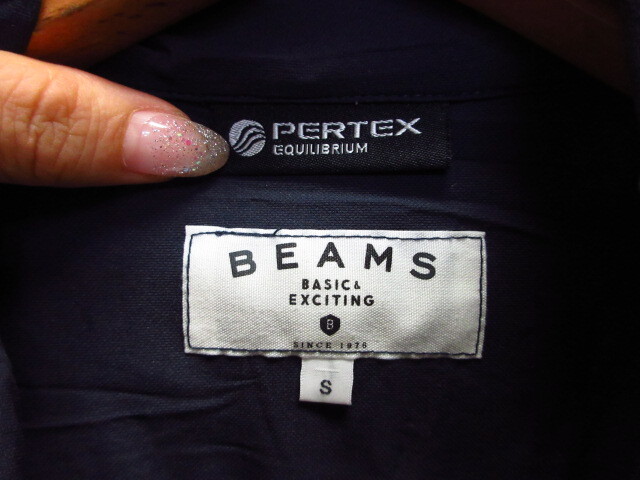 PERTEX
EQUILIBRIUM
BEAMS
BASIC &
EXCITING
B
SINCE 1976
S